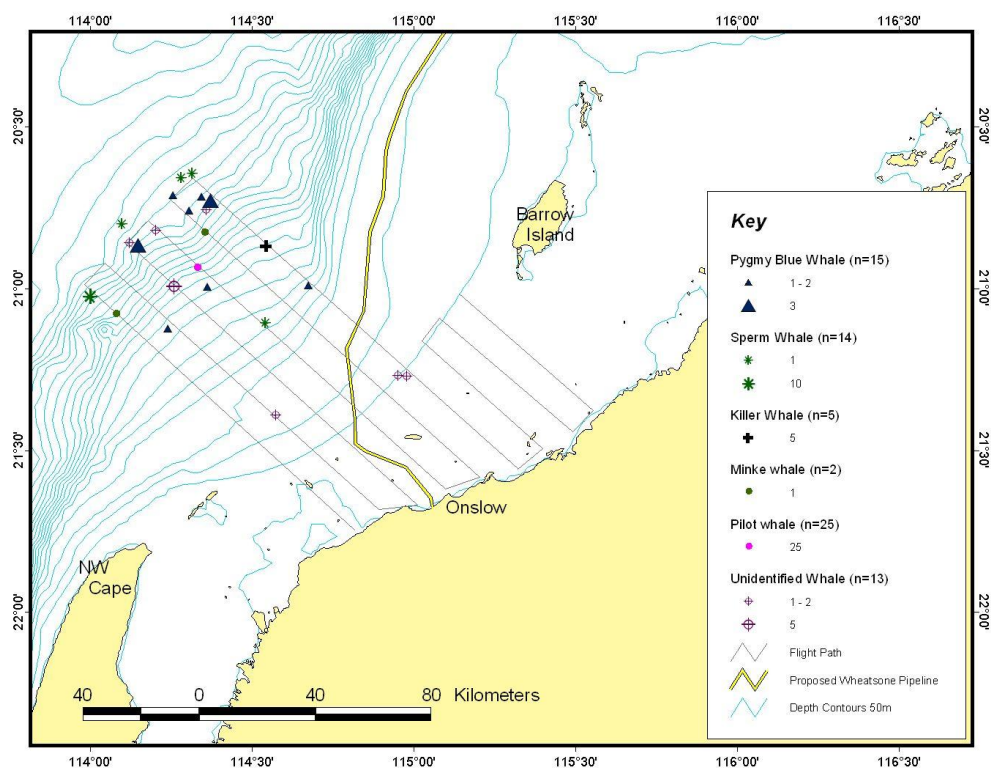 114°00' 114°30' 115°00' 115°30' 116°00' 116°30'
20°30' 20°30'
21°00' 21°00'
21°30' 21°30'
22°00' 22°00'
Barrow
Island
Onslow
NW
Cape
40 0 40 80 Kilometers
Key
Pygmy Blue Whale (n=15)
1 - 2
3
Sperm Whale (n=14)
1
10
Killer Whale (n=5)
5
Minke whale (n=2)
1
Pilot whale (n=25)
25
Unidentified Whale (n=13)
1 - 2
5
Flight Path
Proposed Wheatsone Pipeline
Depth Contours 50m
114°00' 114°30' 115°00' 115°30' 116°00' 116°30'